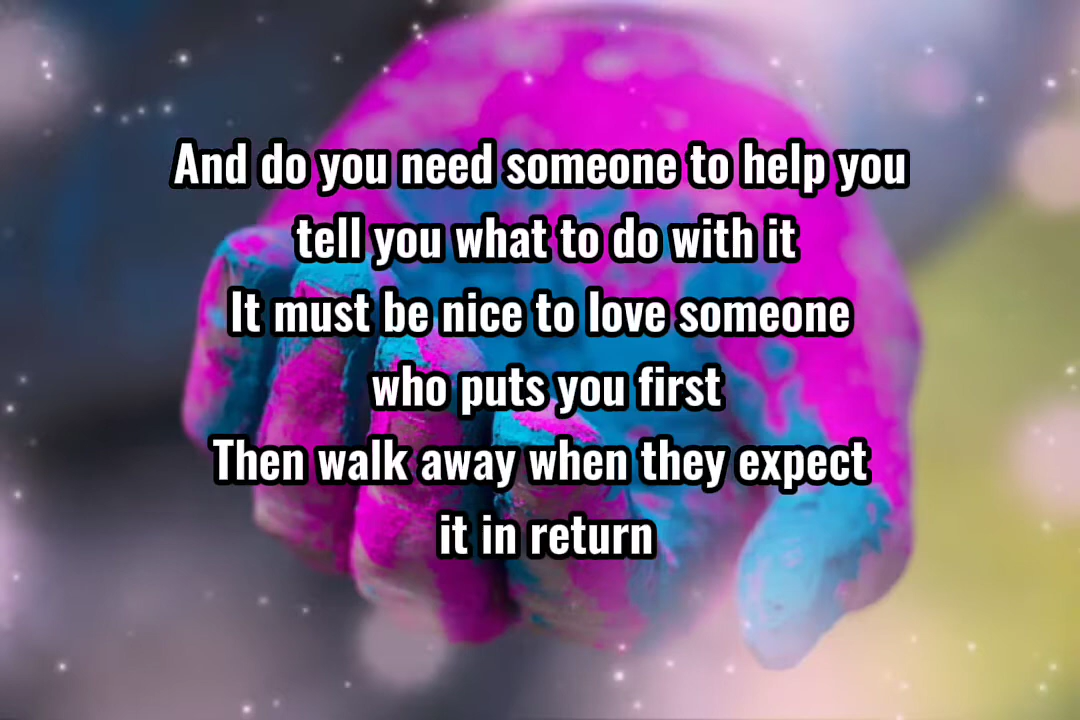 And do you need someone to help you
tell you what to do with it
It must be nice to love someone
who puts you first
Then walk away when they expect
it in return